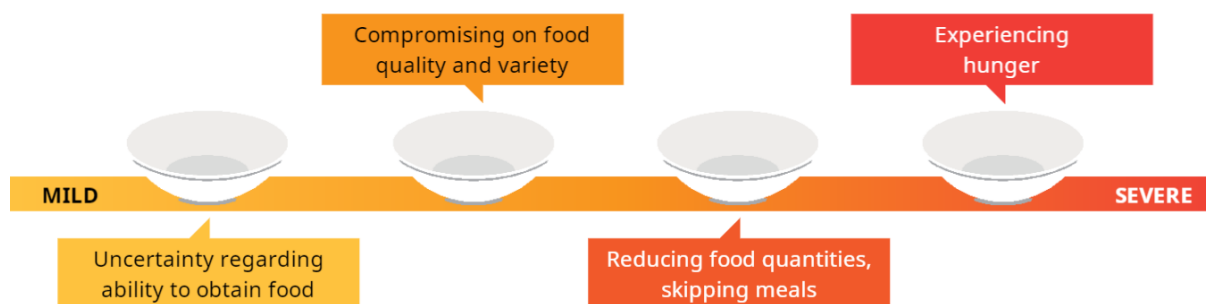 Compromising on food
quality and variety
Experiencing
hunger
MILD
SEVERE
Uncertainty regarding
ability to obtain food
Reducing food quantities,
skipping meals